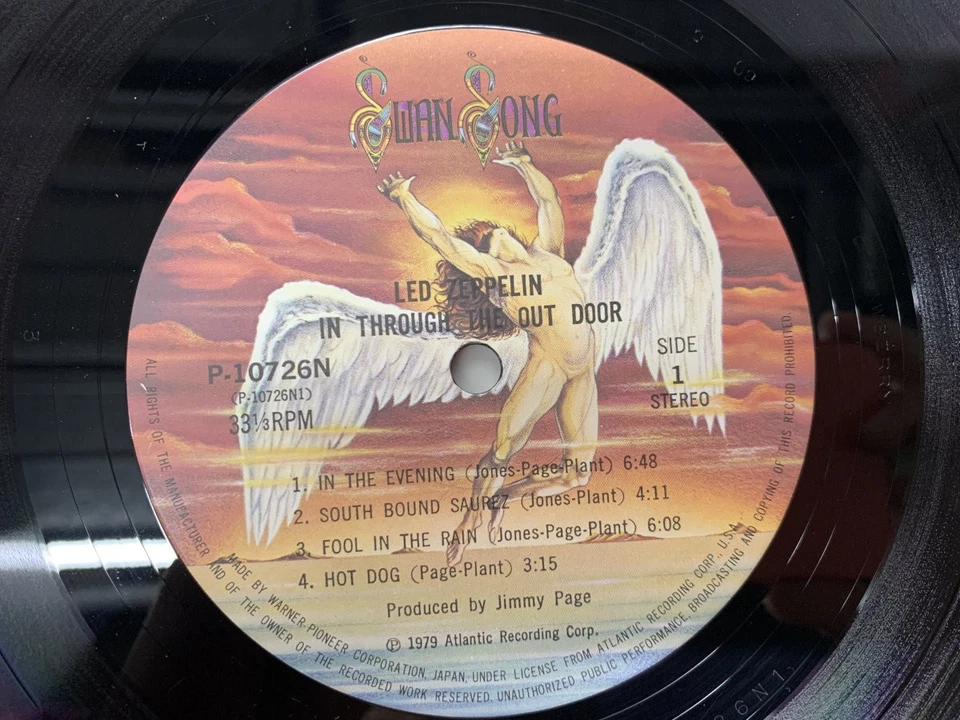 SWAN SONG
LED ZEPPELIN
IN THROUGH THE OUT DOOR
P-10726N
(P-10726N1)
33⅓RPM
SIDE
1
STEREO
1. IN THE EVENING (Jones-Page-Plant) 6:48
2. SOUTH BOUND SAUREZ (Jones-Plant) 4:11
3. FOOL IN THE RAIN (Jones-Page-Plant) 6:08
4. HOT DOG (Page-Plant) 3:15
Produced by Jimmy Page
Ⓟ 1979 Atlantic Recording Corp.
MADE BY WARNER-PIONEER CORPORATION, JAPAN, UNDER LICENSE FROM ATLANTIC RECORDING CORP., U.S.A.
ALL RIGHTS OF THE MANUFACTURER AND OF THE OWNER OF THE RECORDED WORK RESERVED. UNAUTHORIZED PUBLIC PERFORMANCE, BROADCASTING AND COPYING OF THIS RECORD PROHIBITED.
6N1